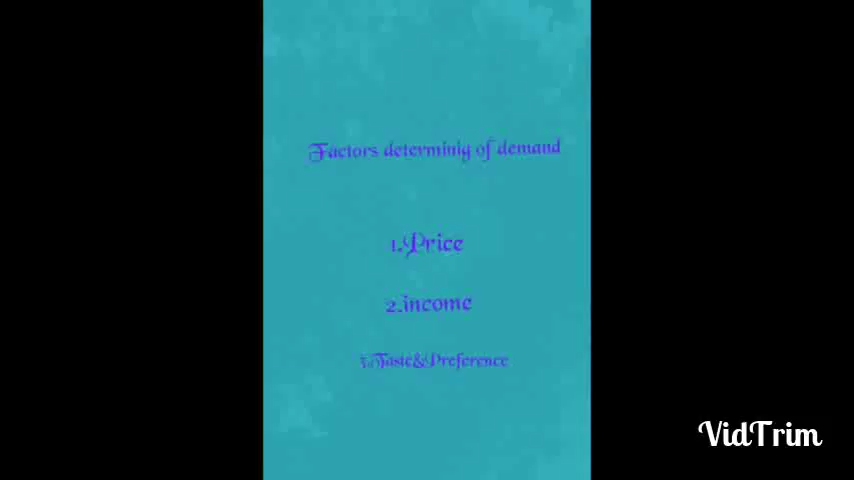 Factors determinig of demand
1.Price
2.income
3.Taste&Preference
VidTrim